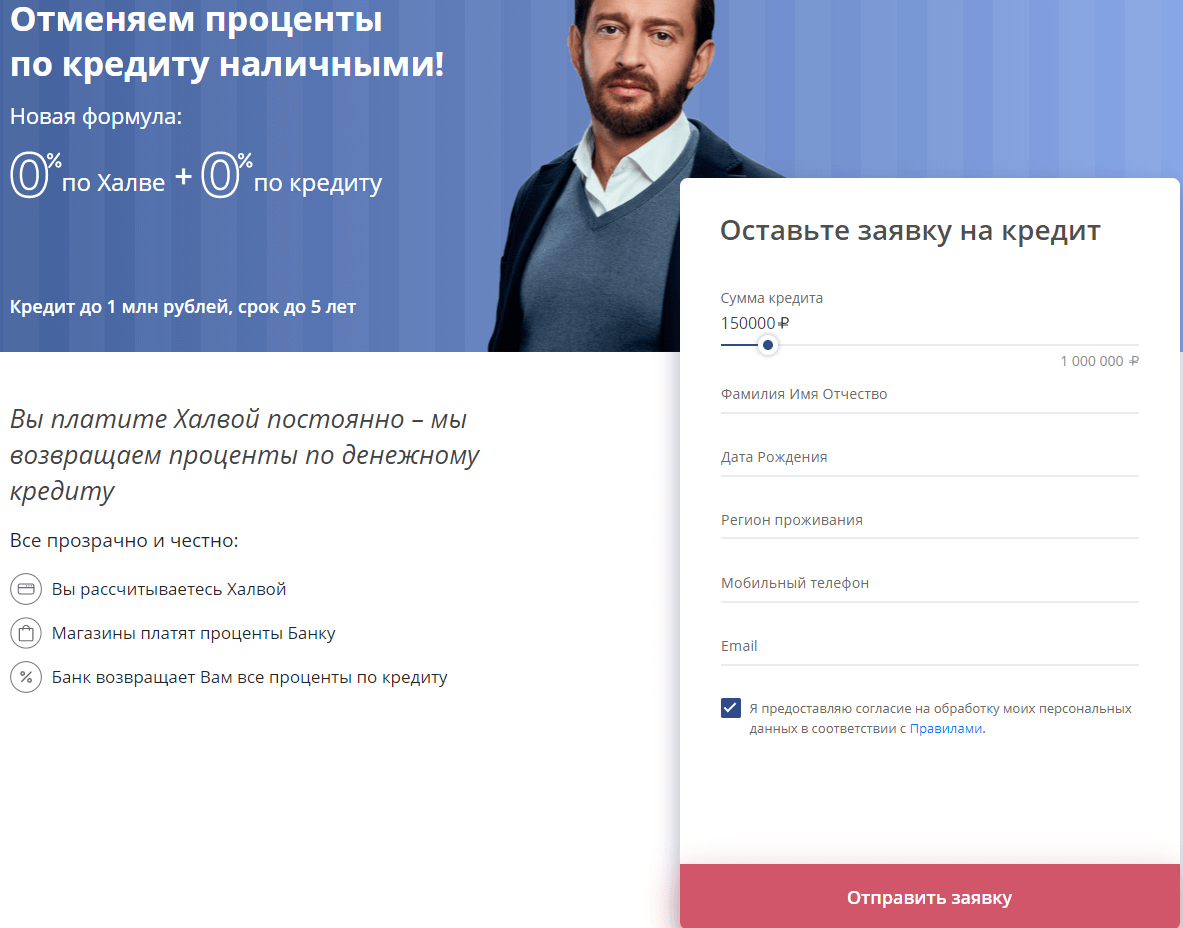 Отменяем проценты
по кредиту наличными!
Новая формула:
0% по Халве + 0% по кредиту
Кредит до 1 млн рублей, срок до 5 лет
Вы платите Халвой постоянно – мы
возвращаем проценты по денежному
кредиту
Все прозрачно и честно:
Вы рассчитываетесь Халвой
Магазины платят проценты Банку
% Банк возвращает Вам все проценты по кредиту
Оставьте заявку на кредит
Сумма кредита
150000 ₽
1 000 000 ₽
Фамилия Имя Отчество
Дата Рождения
Регион проживания
Мобильный телефон
Email
Я предоставляю согласие на обработку моих персональных
данных в соответствии с Правилами.
Отправить заявку